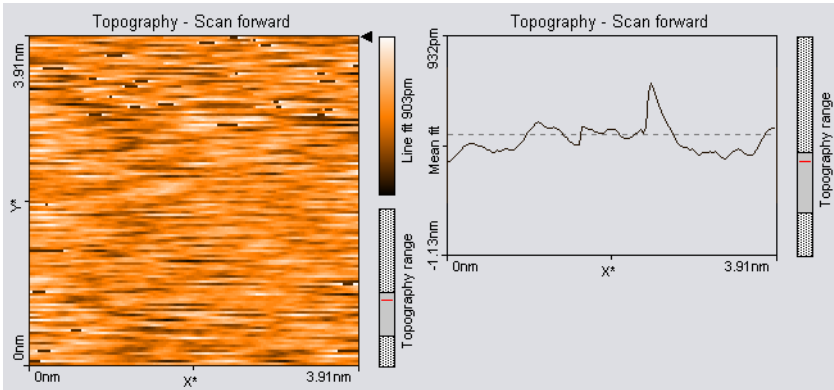 Topography - Scan forward
3.91nm
Y*
0nm
0nm
X*
3.91nm
Line fit 903pm
Topography range
Topography - Scan forward
932pm
Mean fit
-1.13nm
0nm
X*
3.91nm
Topography range